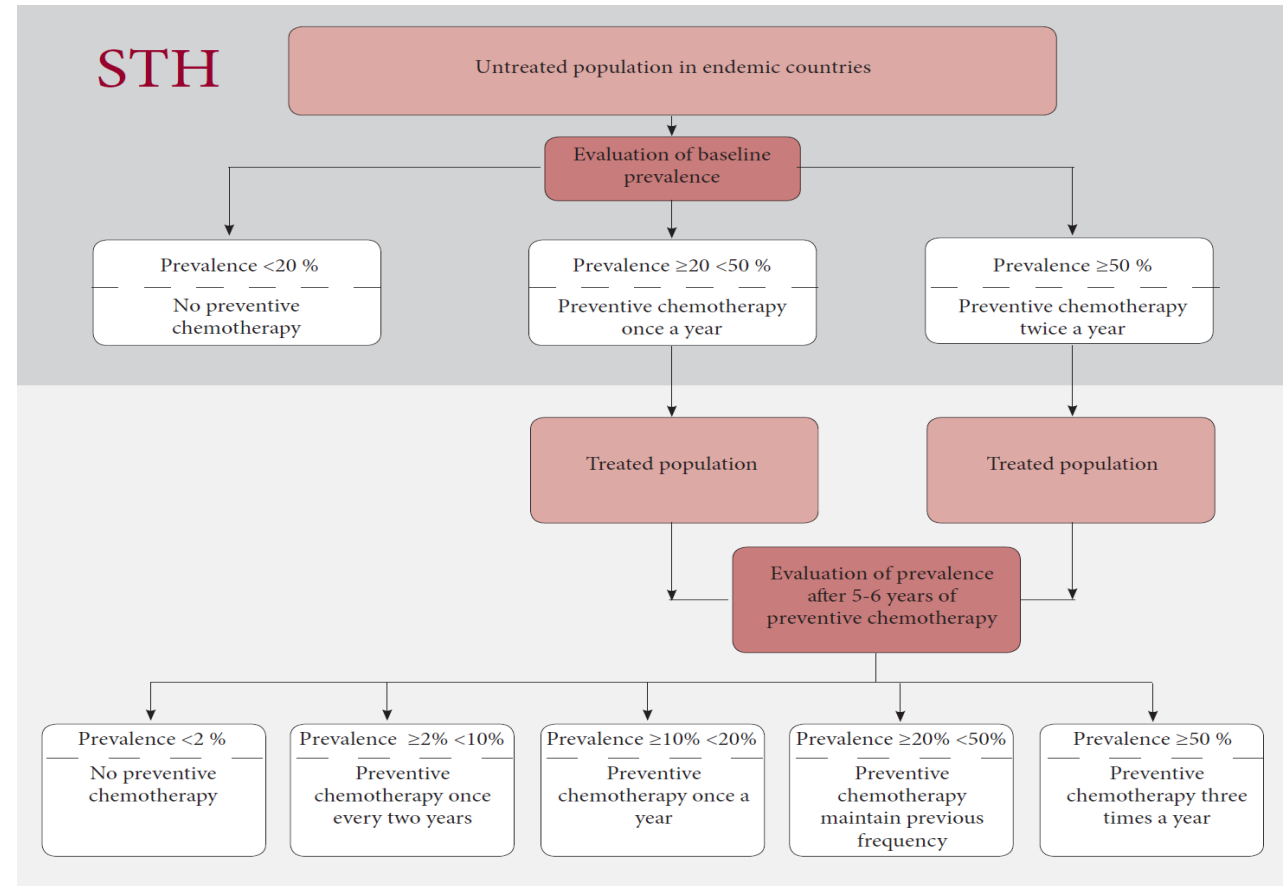 STH
Untreated population in endemic countries
Evaluation of baseline
prevalence
Prevalence <20 %
No preventive
chemotherapy
Prevalence ≥20 <50 %
Preventive chemotherapy
once a year
Prevalence ≥50 %
Preventive chemotherapy
twice a year
Treated population
Treated population
Evaluation of prevalence
after 5-6 years of
preventive chemotherapy
Prevalence <2 %
No preventive
chemotherapy
Prevalence ≥2% <10%
Preventive
chemotherapy once
every two years
Prevalence ≥10% <20%
Preventive
chemotherapy once a
year
Prevalence ≥20% <50%
Preventive
chemotherapy
maintain previous
frequency
Prevalence ≥50 %
Preventive
chemotherapy three
times a year